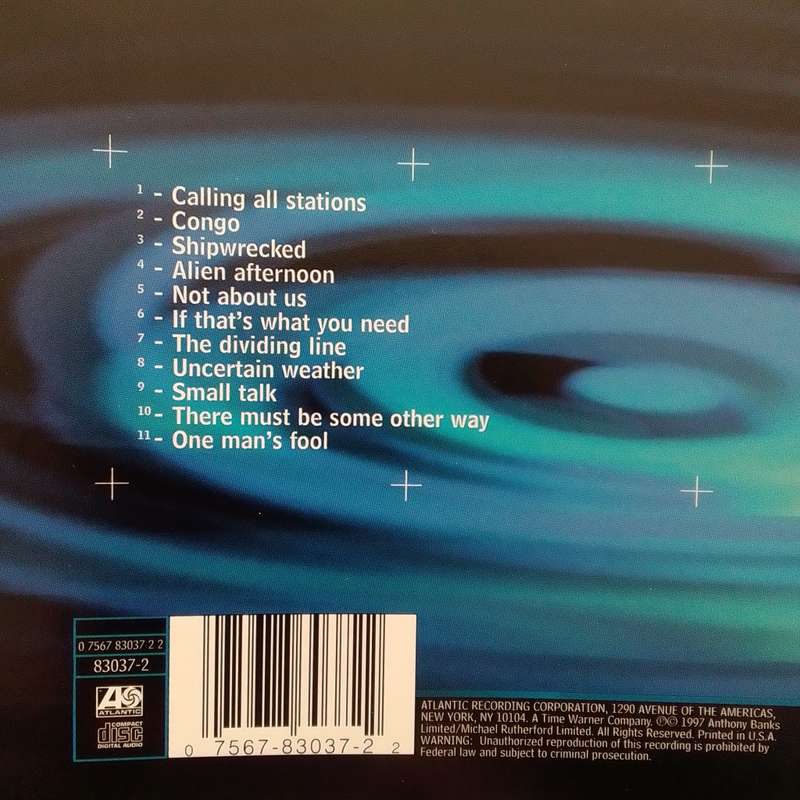 1 - Calling all stations
2 - Congo
3 - Shipwrecked
4 - Alien afternoon
5 - Not about us
6 - If that's what you need
7 - The dividing line
8 - Uncertain weather
9 - Small talk
10 - There must be some other way
11 - One man's fool
0 7567 83037 2 2
83037-2
ATLANTIC
COMPACT
disc
DIGITAL AUDIO
0 7567-83037-2 2
ATLANTIC RECORDING CORPORATION, 1290 AVENUE OF THE AMERICAS,
NEW YORK, NY 10104. A Time Warner Company. ℗© 1997 Anthony Banks
Limited/Michael Rutherford Limited. All Rights Reserved. Printed in U.S.A.
WARNING: Unauthorized reproduction of this recording is prohibited by
Federal law and subject to criminal prosecution.